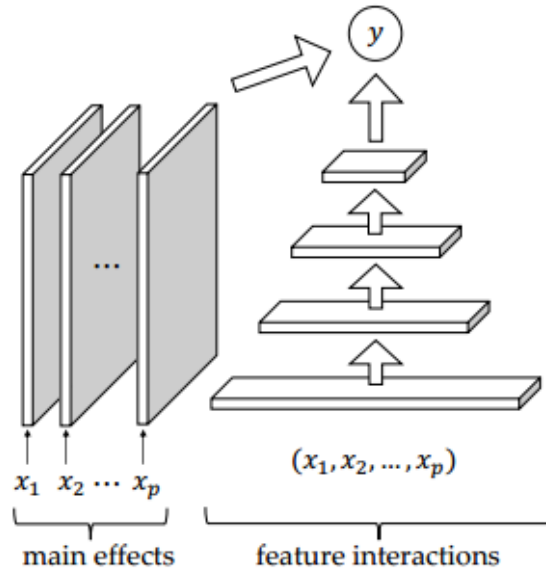 y
...
x₁ x₂ ... xₚ
(x₁, x₂, ..., xₚ)
main effects
feature interactions